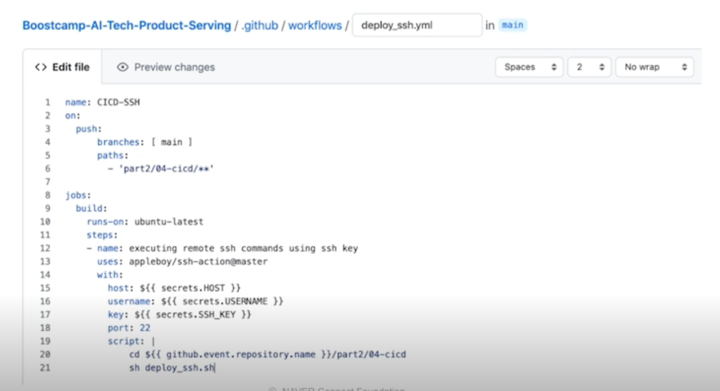 Boostcamp-AI-Tech-Product-Serving / .github / workflows / deploy_ssh.yml in main
<> Edit file Preview changes Spaces 2 No wrap
1 name: CICD-SSH
2 on:
3   push:
4       branches: [ main ]
5       paths:
6         - 'part2/04-cicd/**'
7
8 jobs:
9   build:
10     runs-on: ubuntu-latest
11     steps:
12     - name: executing remote ssh commands using ssh key
13       uses: appleboy/ssh-action@master
14       with:
15         host: ${{ secrets.HOST }}
16         username: ${{ secrets.USERNAME }}
17         key: ${{ secrets.SSH_KEY }}
18         port: 22
19         script: |
20             cd ${{ github.event.repository.name }}/part2/04-cicd
21             sh deploy_ssh.sh
© NAVER Connect Foundation